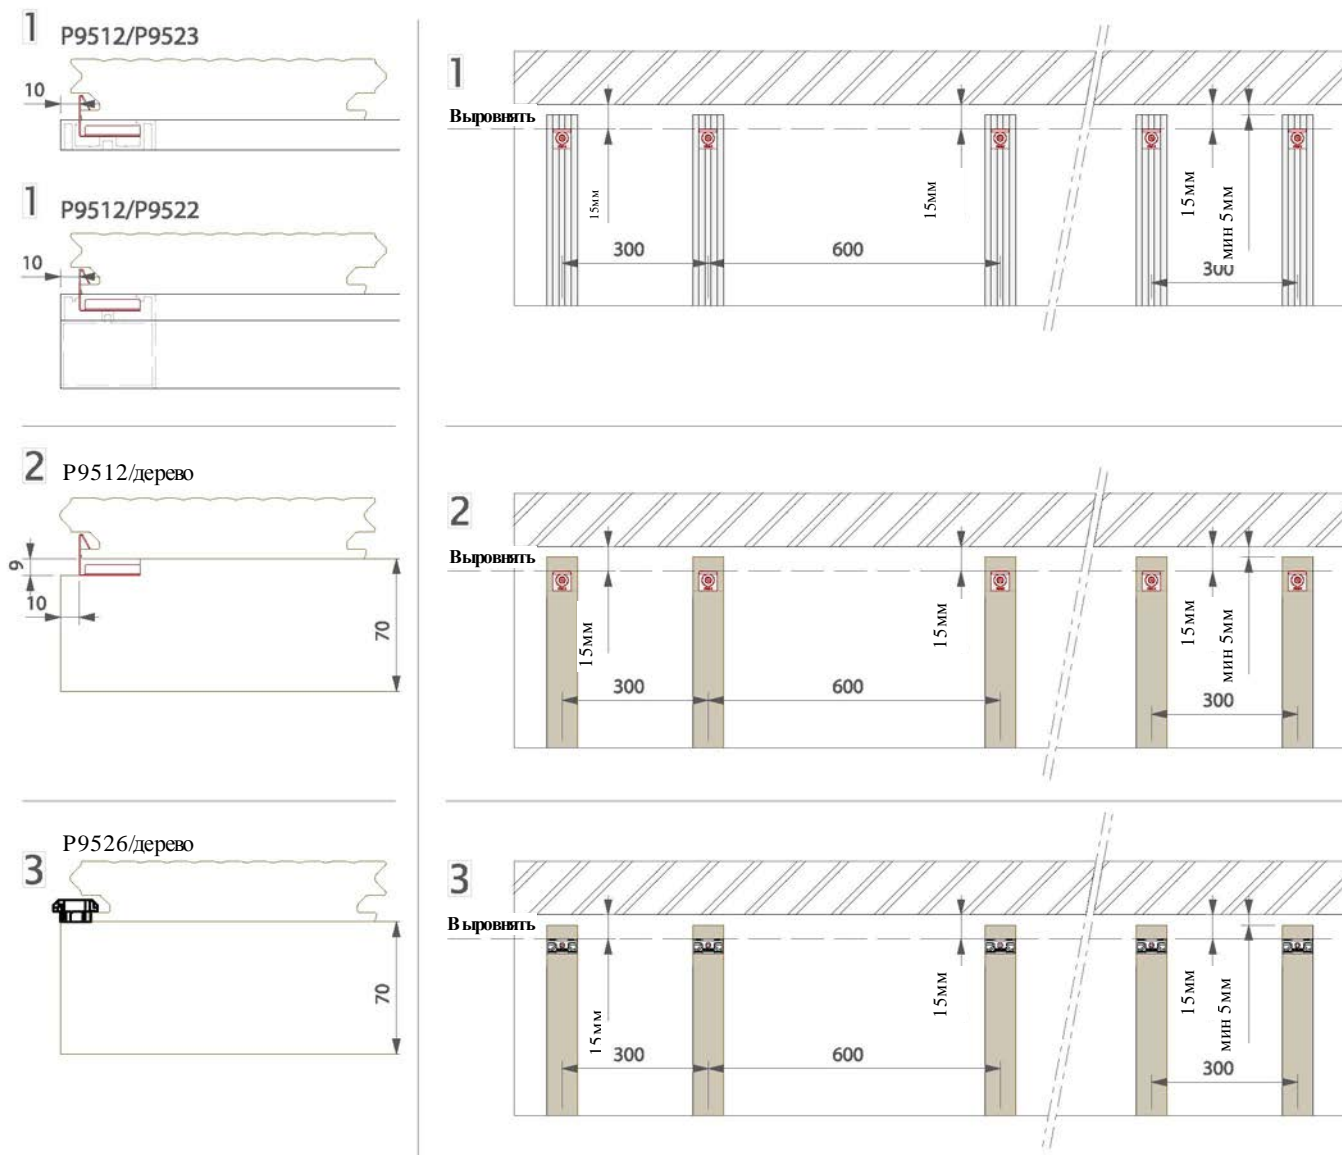 1 P9512/P9523
10
1 P9512/P9522
10
1
Выровнять
15мм
15мм
15мм
мин 5мм
300
600
300
2 P9512/дерево
9
10
70
2
Выровнять
15мм
15мм
15мм
мин 5мм
300
600
300
3 P9526/дерево
70
3
Выровнять
15мм
15мм
15мм
мин 5мм
300
600
300